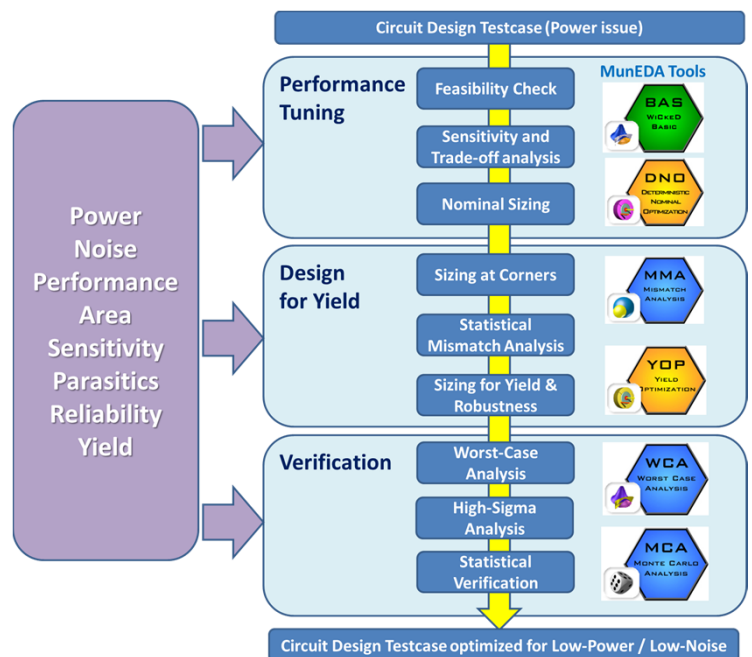 Circuit Design Testcase (Power issue)
Power
Noise
Performance
Area
Sensitivity
Parasitics
Reliability
Yield
Performance
Tuning
Feasibility Check
Sensitivity and
Trade-off analysis
Nominal Sizing
MunEDA Tools
BAS
WiCkeD
Basic
DNO
Deterministic
Nominal
Optimization
Design
for Yield
Sizing at Corners
Statistical
Mismatch Analysis
Sizing for Yield &
Robustness
MMA
Mismatch
Analysis
YOP
Yield
Optimization
Verification
Worst-Case
Analysis
High-Sigma
Analysis
Statistical
Verification
WCA
Worst Case
Analysis
MCA
Monte Carlo
Analysis
Circuit Design Testcase optimized for Low-Power / Low-Noise